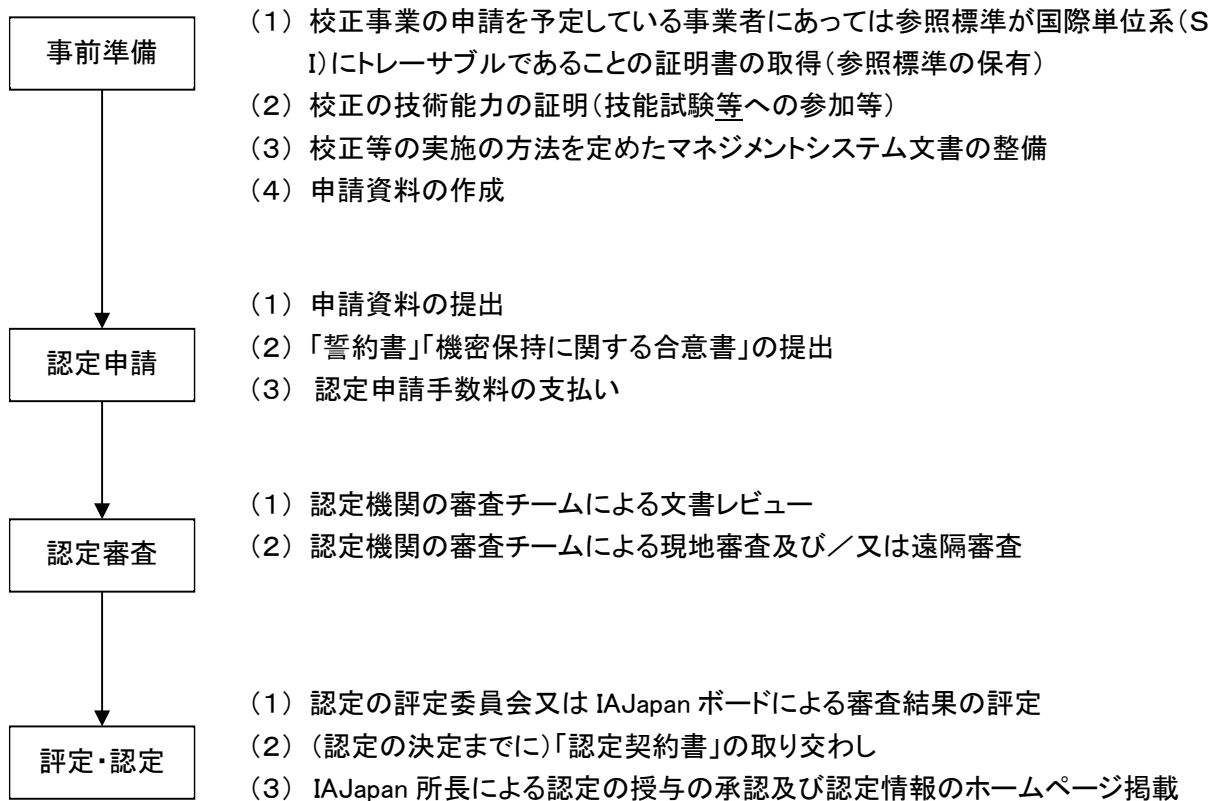 事前準備
(1) 校正事業の申請を予定している事業者にあっては参照標準が国際単位系(S
I)にトレーサブルであることの証明書の取得(参照標準の保有)
(2) 校正の技術能力の証明(技能試験等への参加等)
(3) 校正等の実施の方法を定めたマネジメントシステム文書の整備
(4) 申請資料の作成
認定申請
(1) 申請資料の提出
(2) 「誓約書」「機密保持に関する合意書」の提出
(3) 認定申請手数料の支払い
認定審査
(1) 認定機関の審査チームによる文書レビュー
(2) 認定機関の審査チームによる現地審査及び/又は遠隔審査
評定・認定
(1) 認定の評定委員会又は IAJapan ボードによる審査結果の評定
(2) (認定の決定までに)「認定契約書」の取り交わし
(3) IAJapan 所長による認定の授与の承認及び認定情報のホームページ掲載